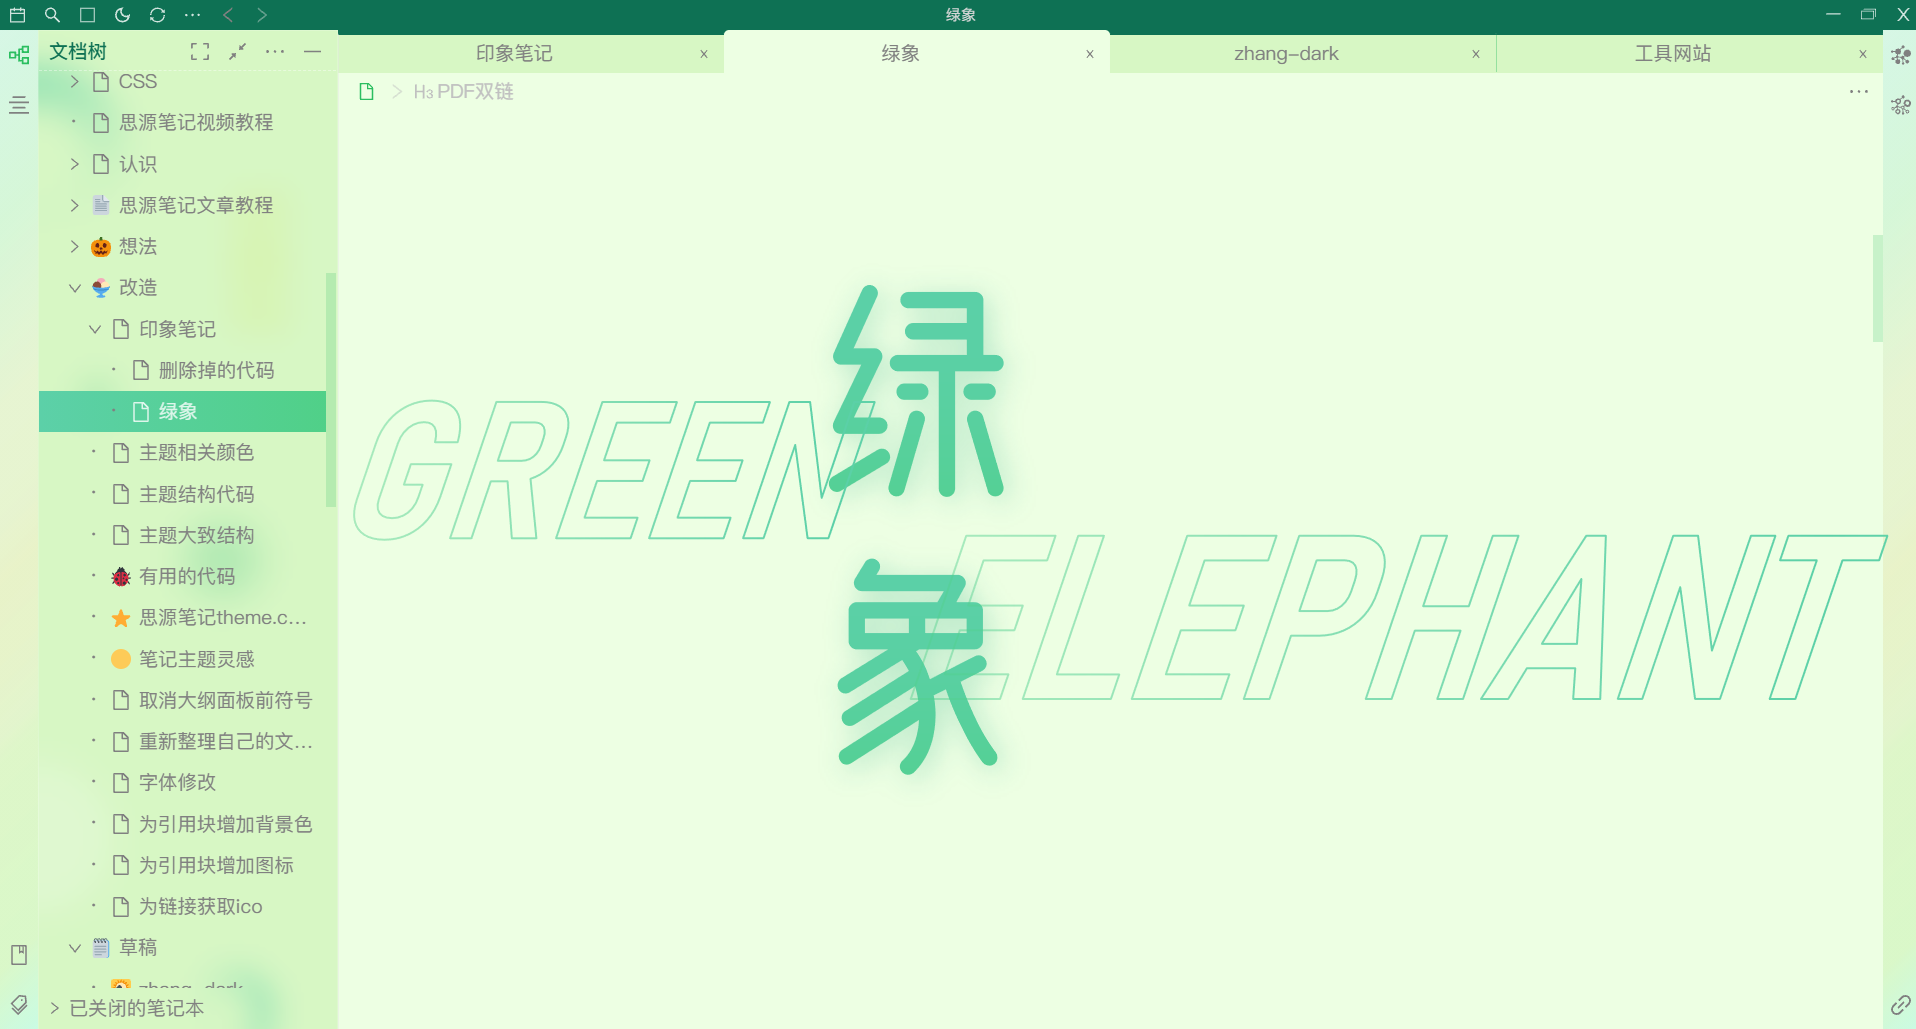 绿象
文档树
CSS
思源笔记视频教程
认识
思源笔记文章教程
想法
改造
印象笔记
删除掉的代码
绿象
主题相关颜色
主题结构代码
主题大致结构
有用的代码
思源笔记theme.c...
笔记主题灵感
取消大纲面板前符号
重新整理自己的文...
字体修改
为引用块增加背景色
为引用块增加图标
为链接获取ico
草稿
zhang-dark
已关闭的笔记本
印象笔记
绿象
zhang-dark
工具网站
H3 PDF双链
绿象
GREEN
ELEPHANT